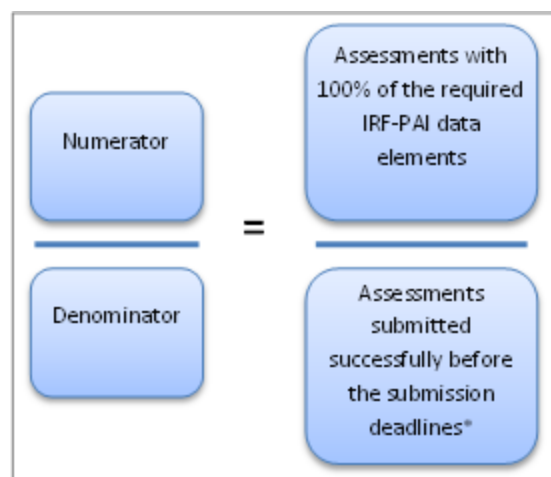 Numerator
Denominator
=
Assessments with
100% of the required
IRF-PAI data
elements
Assessments
submitted
successfully before
the submission
deadlines*